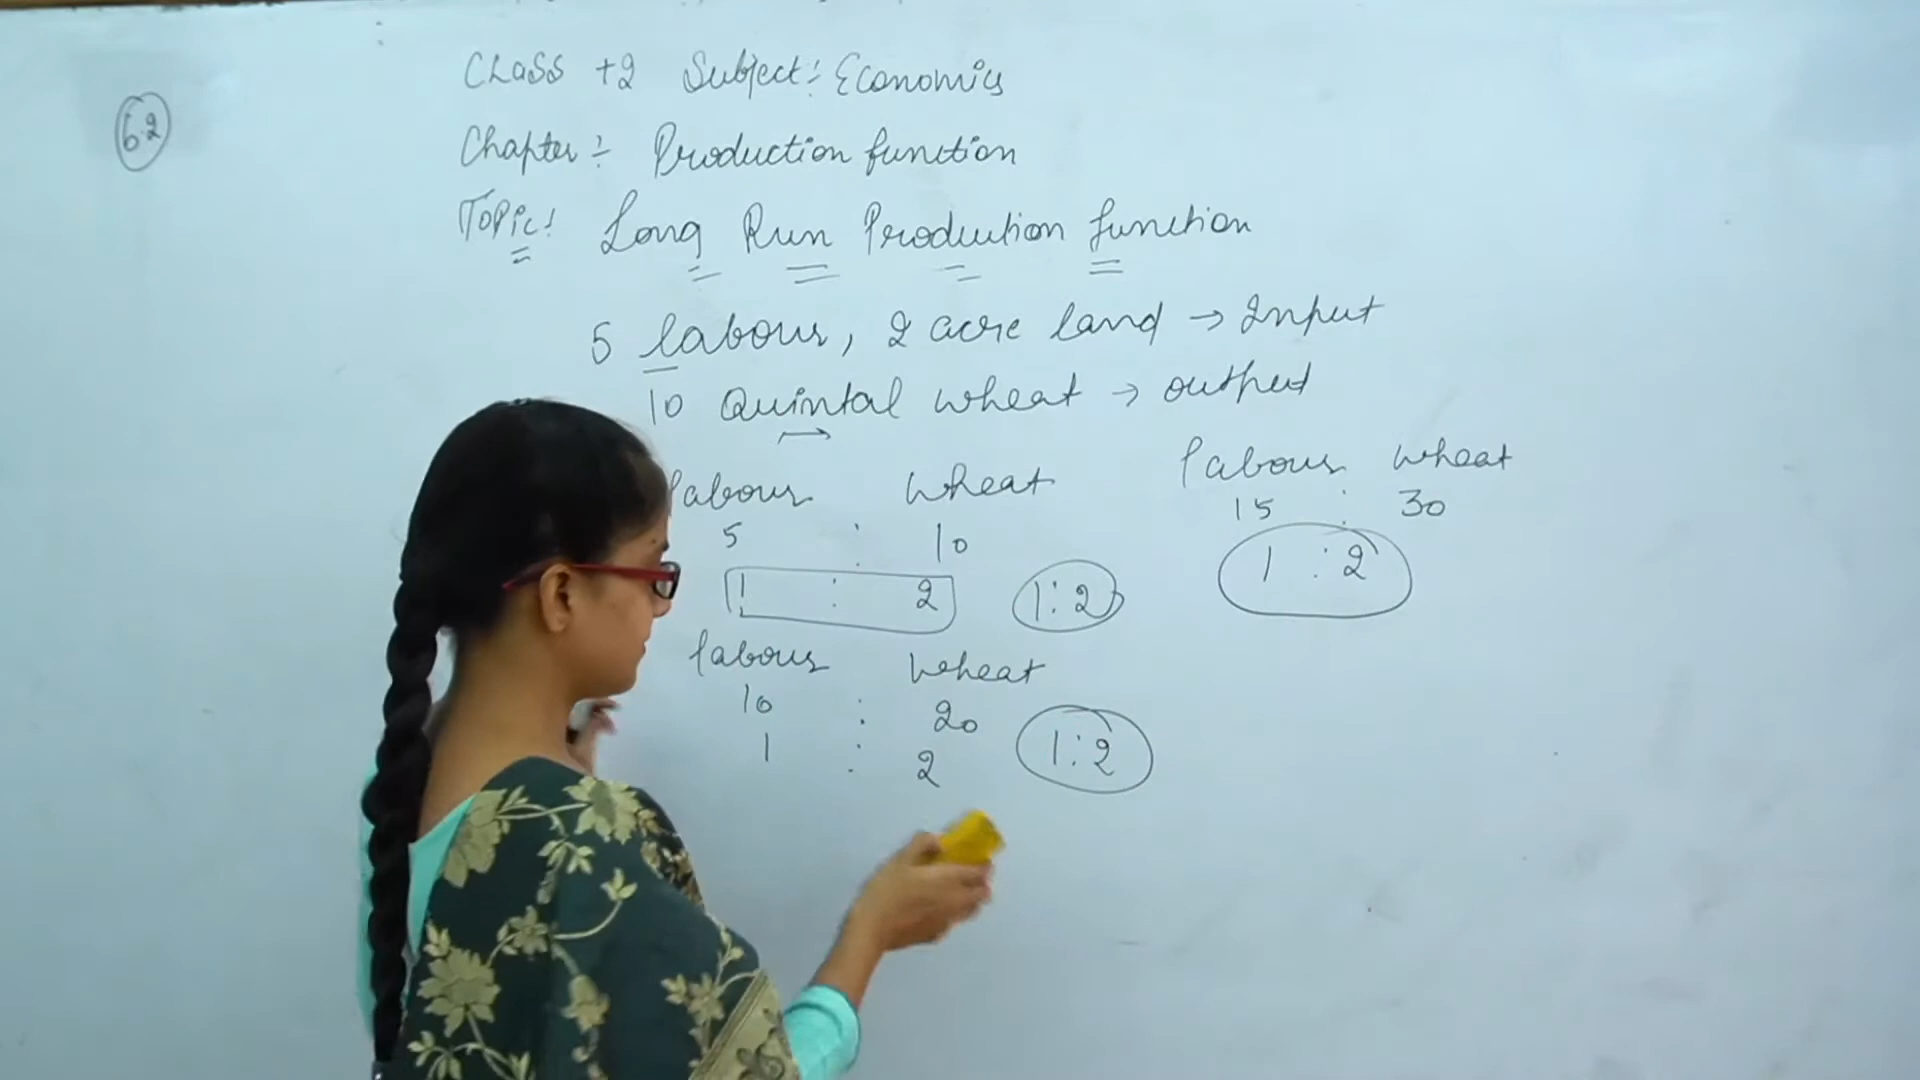 6.2
Class +2 Subject:- Economics
Chapter:- Production function
Topic:- Long Run Production function
5 labour, 2 acre land → Input
10 Quintal wheat → output
labour wheat
5 : 10
1 : 2 1:2
labour wheat
10 : 20
1 : 2 1:2
labour wheat
15 : 30
1 : 2